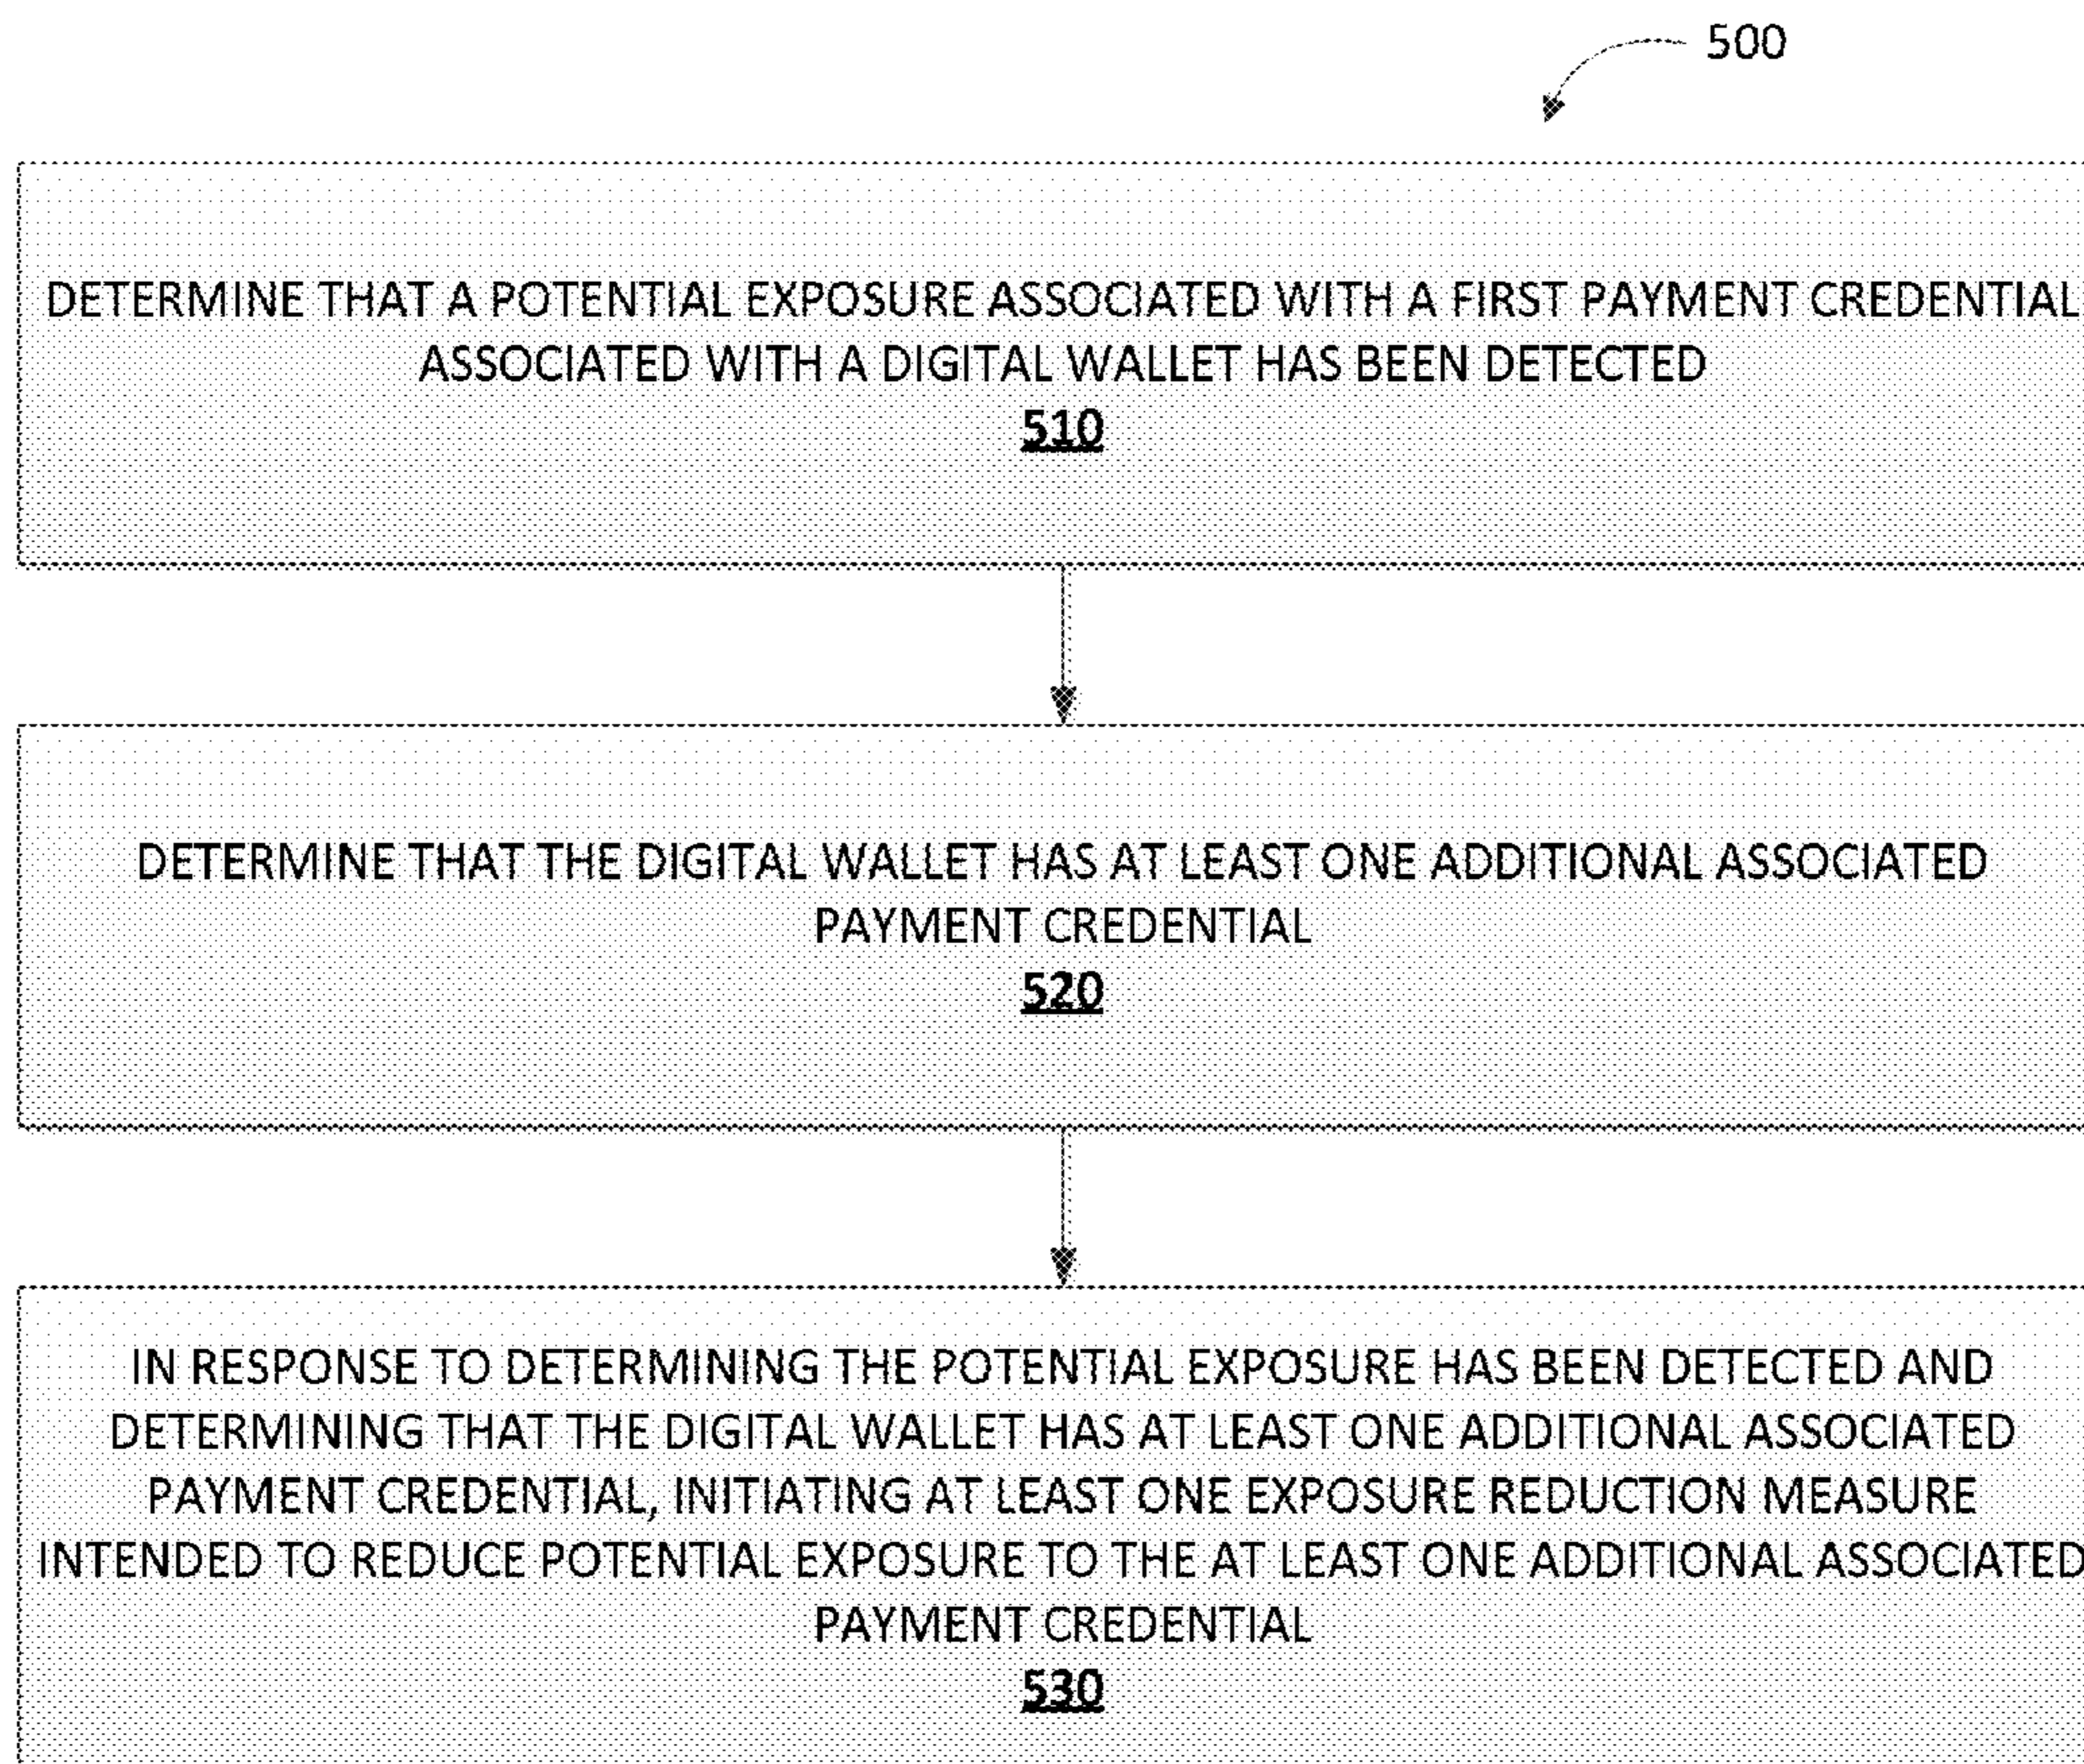 500
DETERMINE THAT A POTENTIAL EXPOSURE ASSOCIATED WITH A FIRST PAYMENT CREDENTIAL
ASSOCIATED WITH A DIGITAL WALLET HAS BEEN DETECTED
510
DETERMINE THAT THE DIGITAL WALLET HAS AT LEAST ONE ADDITIONAL ASSOCIATED
PAYMENT CREDENTIAL
520
IN RESPONSE TO DETERMINING THE POTENTIAL EXPOSURE HAS BEEN DETECTED AND
DETERMINING THAT THE DIGITAL WALLET HAS AT LEAST ONE ADDITIONAL ASSOCIATED
PAYMENT CREDENTIAL, INITIATING AT LEAST ONE EXPOSURE REDUCTION MEASURE
INTENDED TO REDUCE POTENTIAL EXPOSURE TO THE AT LEAST ONE ADDITIONAL ASSOCIATED
PAYMENT CREDENTIAL
530